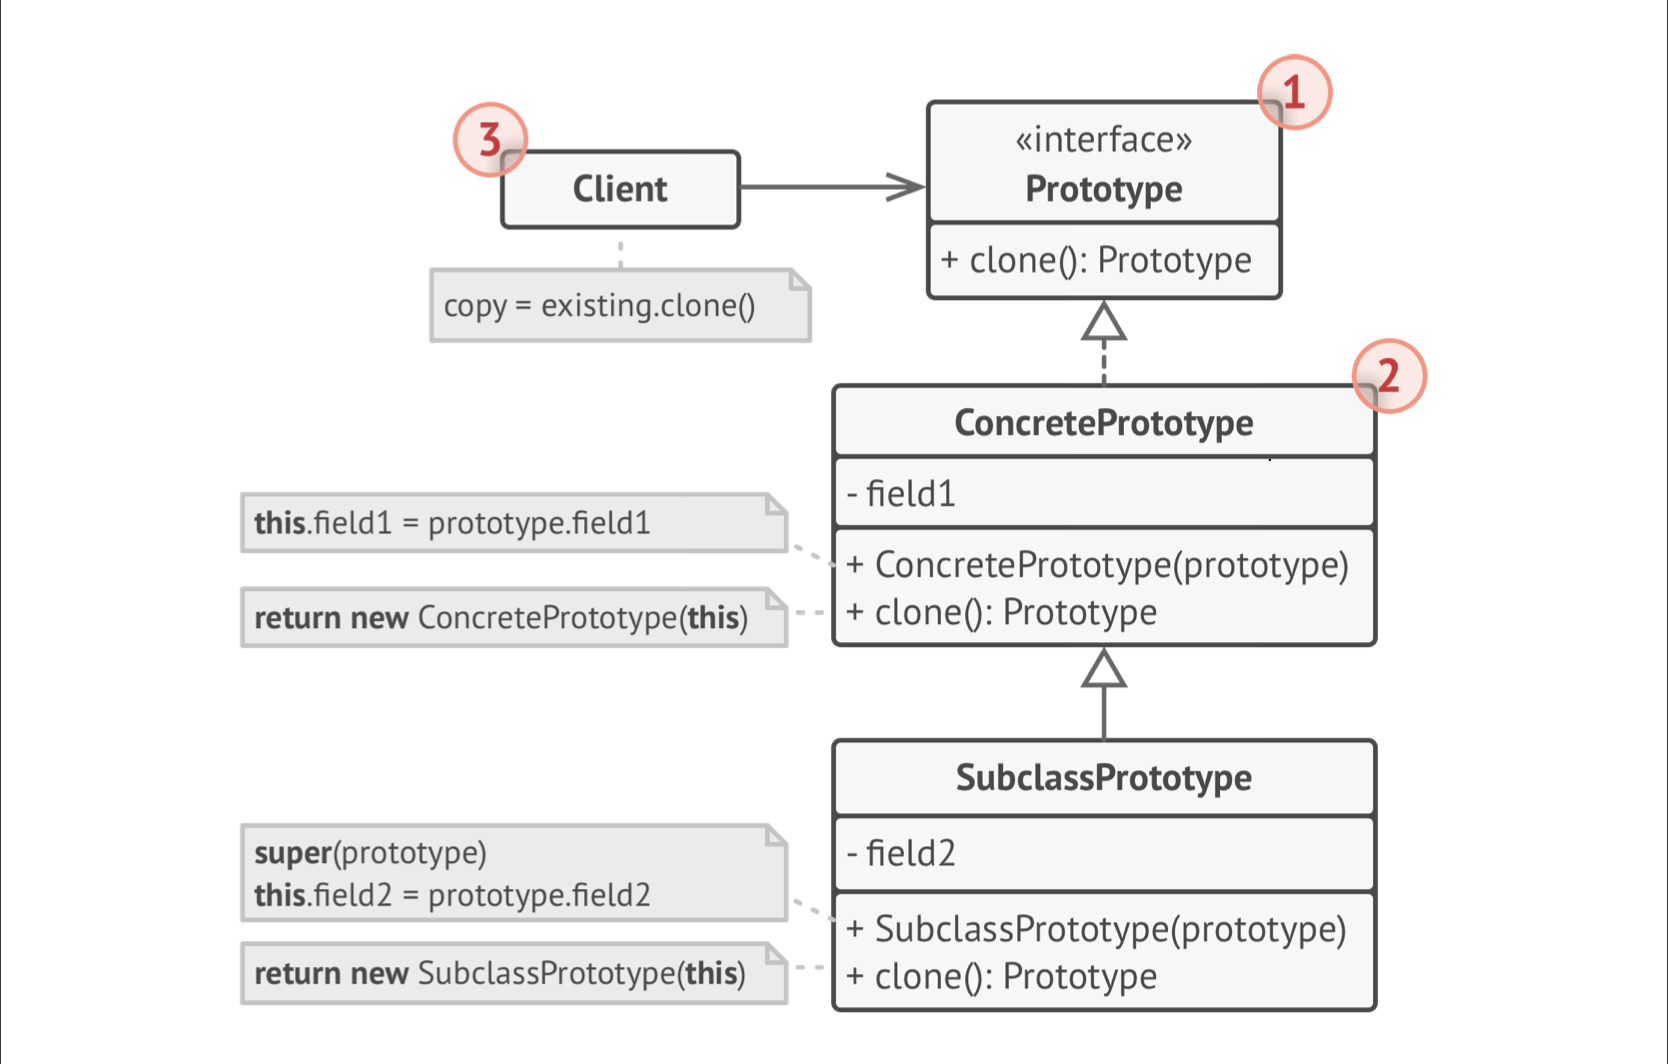 3
Client
copy = existing.clone()
1
«interface»
Prototype
+ clone(): Prototype
2
ConcretePrototype
- field1
+ ConcretePrototype(prototype)
+ clone(): Prototype
this.field1 = prototype.field1
return new ConcretePrototype(this)
SubclassPrototype
- field2
+ SubclassPrototype(prototype)
+ clone(): Prototype
super(prototype)
this.field2 = prototype.field2
return new SubclassPrototype(this)